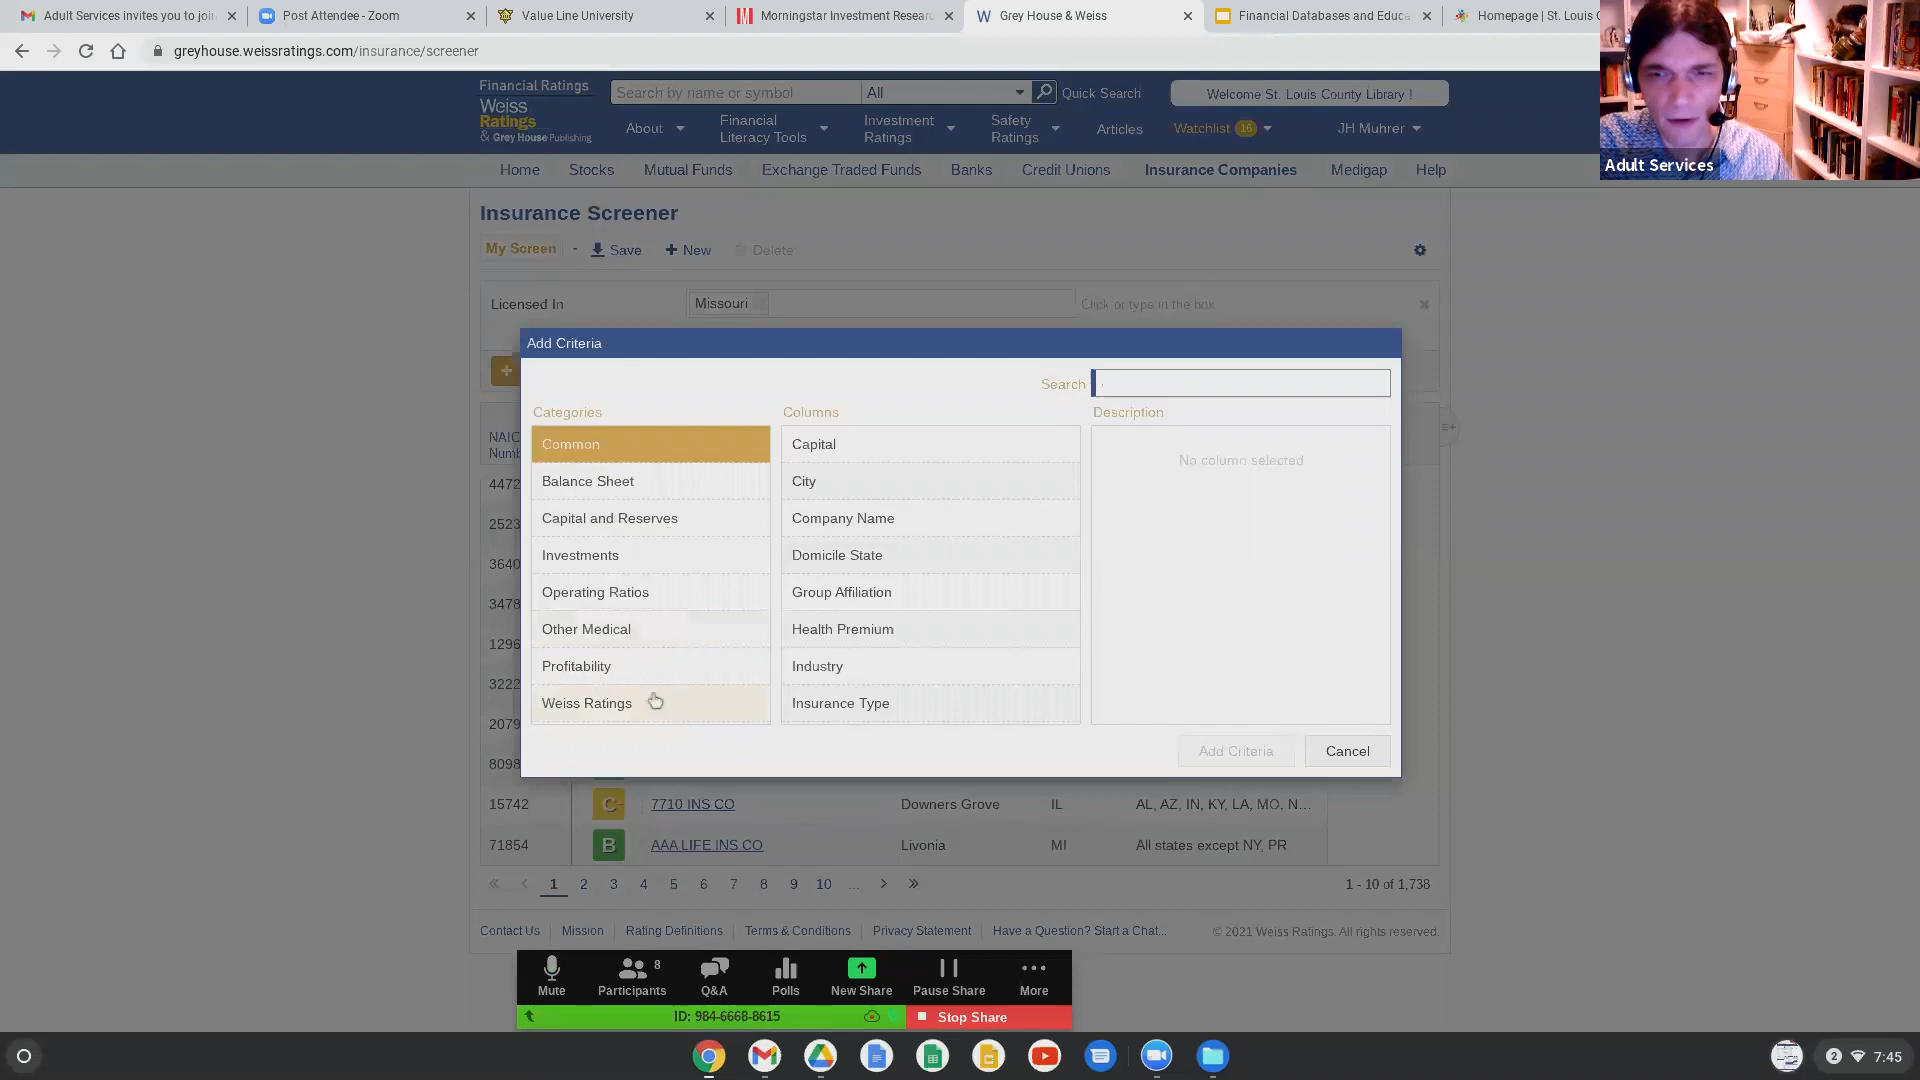 Adult Services invites you to joi
Post Attendee - Zoom
Value Line University
Morningstar Investment Resear
Grey House & Weiss
Financial Databases and Educa
Homepage | St. Louis C
greyhouse.weissratings.com/insurance/screener
Adult Services
Financial Ratings
Weiss
Ratings
& Grey House Publishing
Search by name or symbol
All
Quick Search
Welcome St. Louis County Library !
About
Financial Literacy Tools
Investment Ratings
Safety Ratings
Articles
Watchlist 16
JH Muhrer
Home
Stocks
Mutual Funds
Exchange Traded Funds
Banks
Credit Unions
Insurance Companies
Medigap
Help
Insurance Screener
My Screen
Save
+ New
Delete
Licensed In
Missouri
Click or type in the box
Add Criteria
Search
Categories
Columns
Description
Common
Capital
No column selected
Balance Sheet
City
Capital and Reserves
Company Name
Investments
Domicile State
Operating Ratios
Group Affiliation
Other Medical
Health Premium
Profitability
Industry
Weiss Ratings
Insurance Type
Add Criteria
Cancel
NAIC
Numb
4472
2523
3640
3478
1296
3222
2079
8098
15742
C-
7710 INS CO
Downers Grove
IL
AL, AZ, IN, KY, LA, MO, N...
71854
B
AAA LIFE INS CO
Livonia
MI
All states except NY, PR
« ‹ 1 2 3 4 5 6 7 8 9 10 ... › »
1 - 10 of 1,738
Contact Us
Mission
Rating Definitions
Terms & Conditions
Privacy Statement
Have a Question? Start a Chat...
© 2021 Weiss Ratings. All rights reserved.
Mute
Participants 8
Q&A
Polls
New Share
Pause Share
More
ID: 984-6668-8615
Stop Share
2
7:45